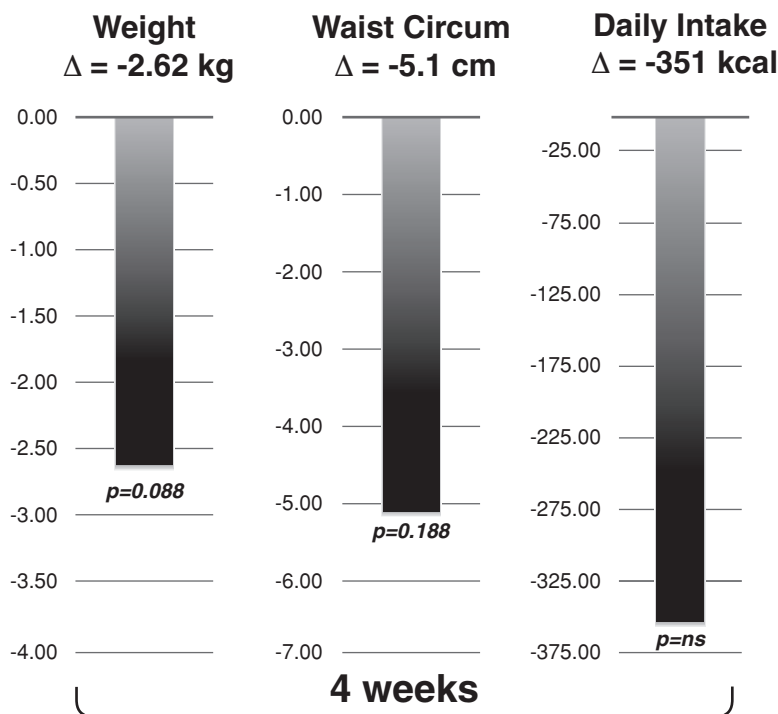 Weight
Δ = -2.62 kg
0.00
-0.50
-1.00
-1.50
-2.00
-2.50
-3.00
-3.50
-4.00
p=0.088
Waist Circum
Δ = -5.1 cm
0.00
-1.00
-2.00
-3.00
-4.00
-5.00
-6.00
-7.00
p=0.188
Daily Intake
Δ = -351 kcal
-25.00
-75.00
-125.00
-175.00
-225.00
-275.00
-325.00
-375.00
p=ns
4 weeks